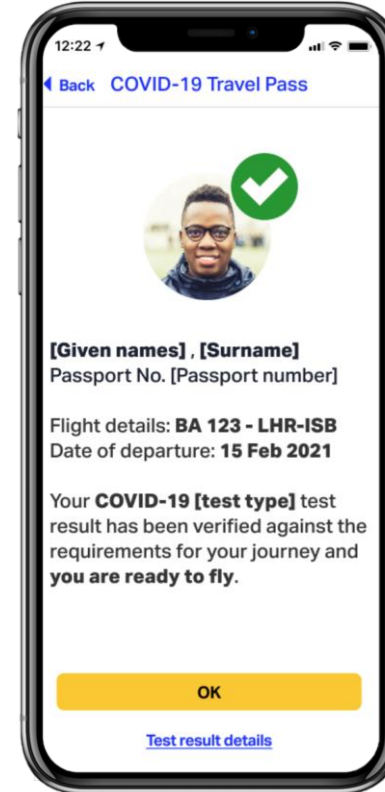 12:22
Back COVID-19 Travel Pass
[Given names] , [Surname]
Passport No. [Passport number]
Flight details: BA 123 - LHR-ISB
Date of departure: 15 Feb 2021
Your COVID-19 [test type] test
result has been verified against the
requirements for your journey and
you are ready to fly.
OK
Test result details